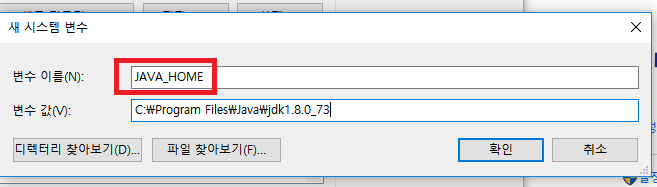 새 시스템 변수
변수 이름(N):
JAVA_HOME
변수 값(V):
C:₩Program Files₩Java₩jdk1.8.0_73
디렉터리 찾아보기(D)...
파일 찾아보기(F)...
확인
취소